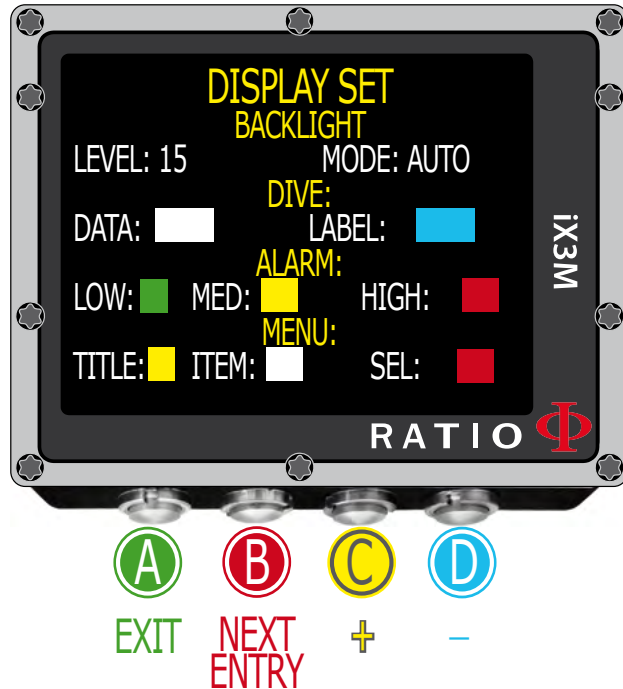 DISPLAY SET
BACKLIGHT
LEVEL: 15 MODE: AUTO
DIVE:
DATA: LABEL:
ALARM:
LOW: MED: HIGH:
MENU:
TITLE: ITEM: SEL:
iX3M
RATIO Φ
A B C D
EXIT NEXT ENTRY + –